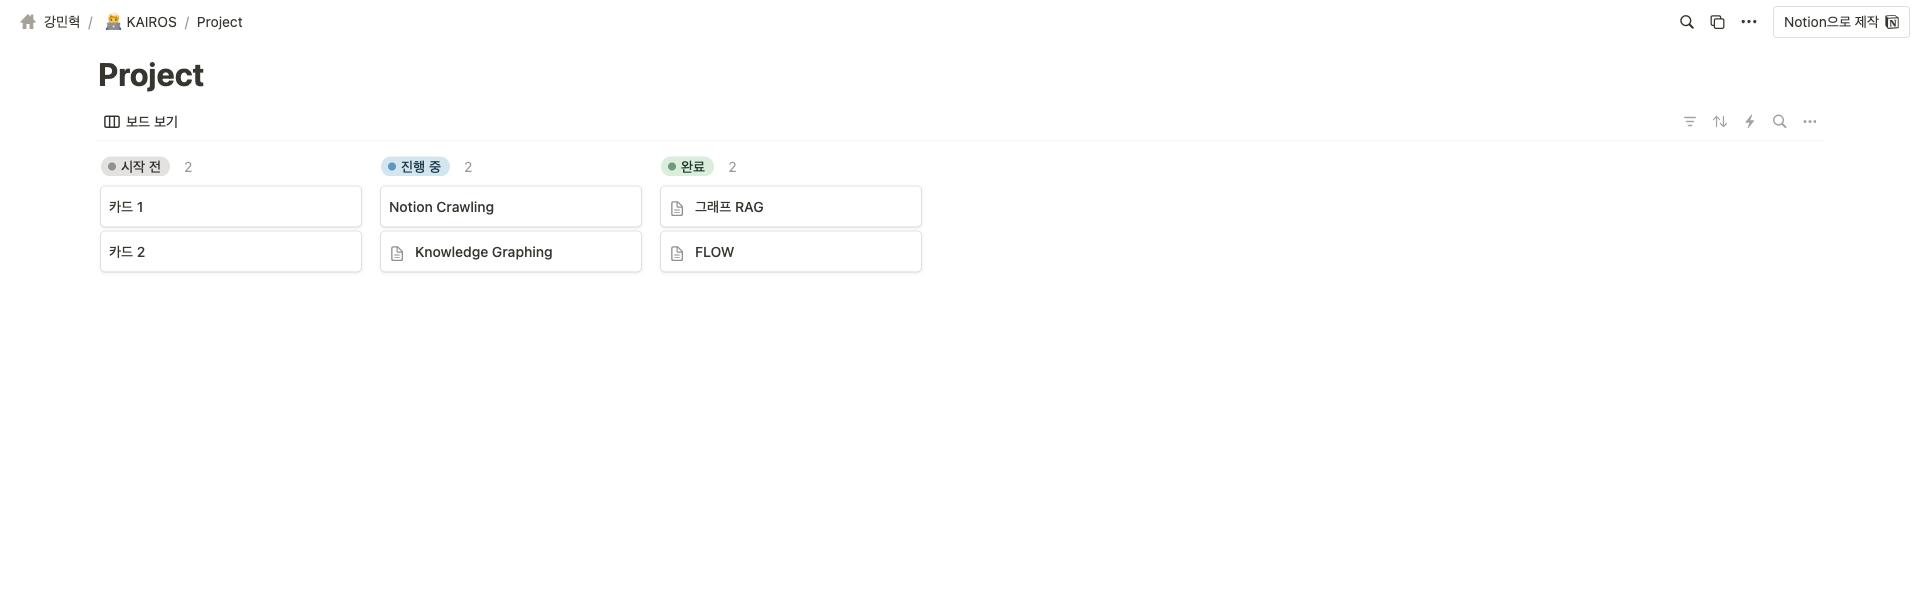 강민혁 / KAIROS / Project
Notion으로 제작
Project
보드 보기
시작 전 2
카드 1
카드 2
진행 중 2
Notion Crawling
Knowledge Graphing
완료 2
그래프 RAG
FLOW